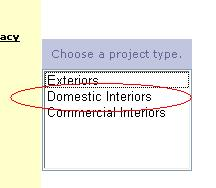 acy
Choose a project type.
Exteriors
Domestic Interiors
Commercial Interiors